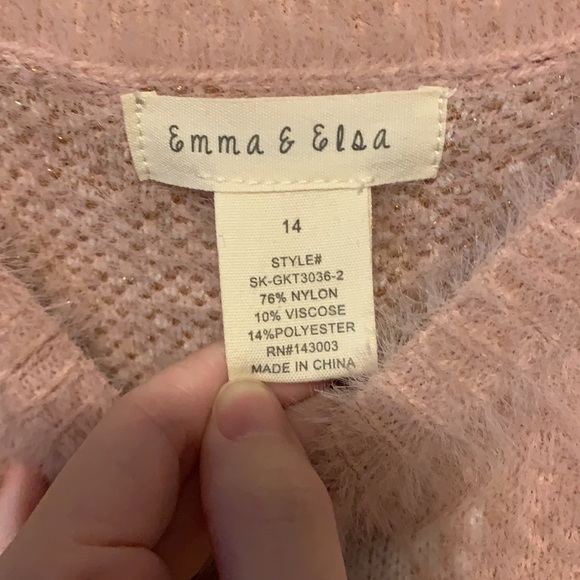 Emma & Elsa
14
STYLE#
SK-GKT3036-2
76% NYLON
10% VISCOSE
14%POLYESTER
RN#143003
MADE IN CHINA